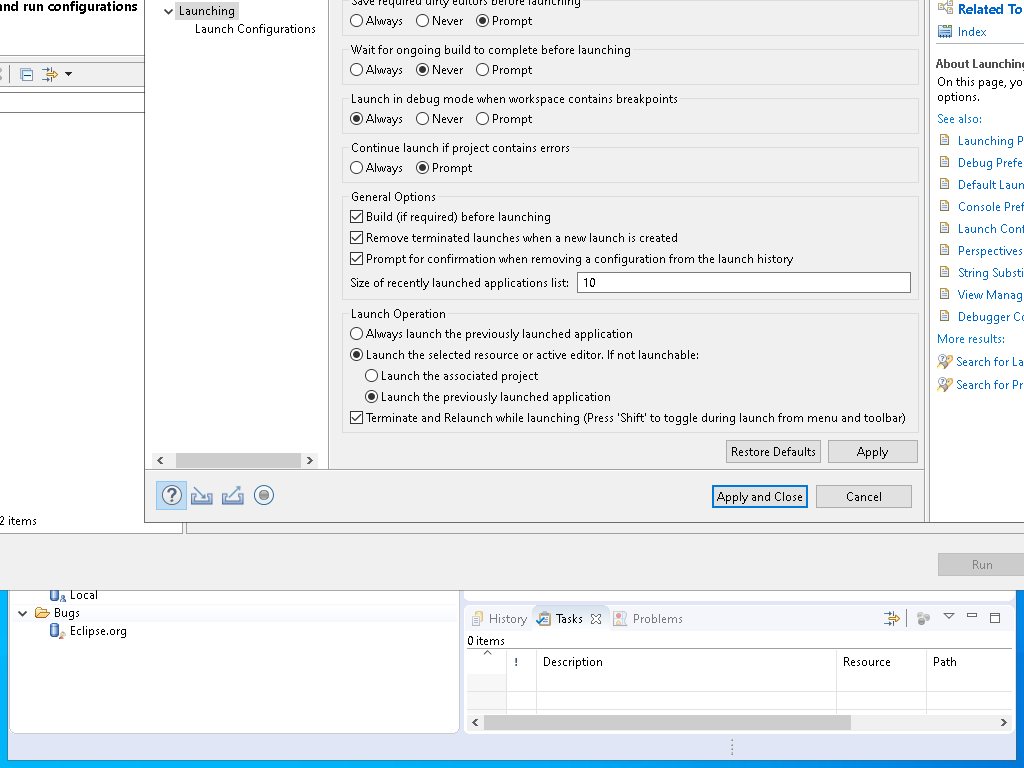 and run configurations
Launching
Launch Configurations
Save required dirty editors before launching
Always Never Prompt
Wait for ongoing build to complete before launching
Always Never Prompt
Launch in debug mode when workspace contains breakpoints
Always Never Prompt
Continue launch if project contains errors
Always Prompt
General Options
Build (if required) before launching
Remove terminated launches when a new launch is created
Prompt for confirmation when removing a configuration from the launch history
Size of recently launched applications list: 10
Launch Operation
Always launch the previously launched application
Launch the selected resource or active editor. If not launchable:
Launch the associated project
Launch the previously launched application
Terminate and Relaunch while launching (Press 'Shift' to toggle during launch from menu and toolbar)
Restore Defaults Apply
Apply and Close Cancel
Related To
Index
About Launching
On this page, yo
options.
See also:
Launching P
Debug Prefe
Default Laun
Console Pref
Launch Conf
Perspectives
String Substi
View Manag
Debugger Co
More results:
Search for La
Search for Pr
2 items
Run
Local
Bugs
Eclipse.org
History Tasks Problems
0 items
! Description Resource Path